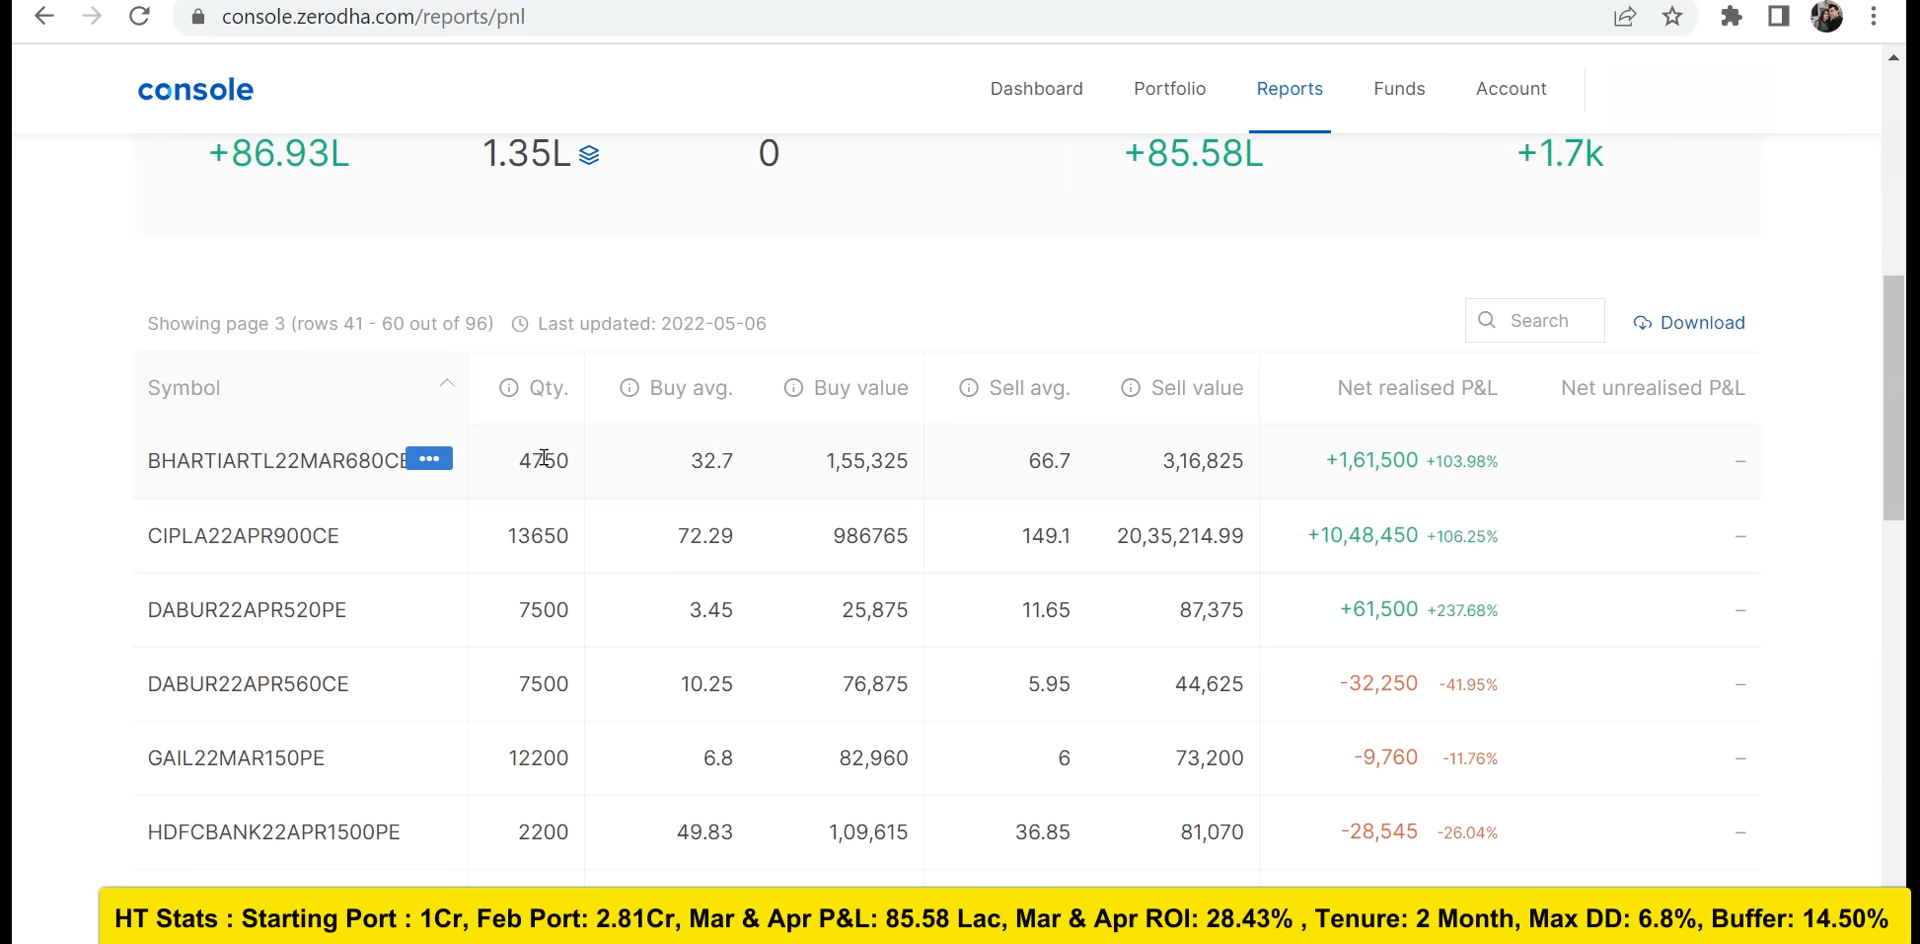 console.zerodha.com/reports/pnl
console
Dashboard Portfolio Reports Funds Account
+86.93L 1.35L 0 +85.58L +1.7k
Showing page 3 (rows 41 - 60 out of 96) Last updated: 2022-05-06
Search Download
Symbol Qty. Buy avg. Buy value Sell avg. Sell value Net realised P&L Net unrealised P&L
BHARTIARTL22MAR680CE 4750 32.7 1,55,325 66.7 3,16,825 +1,61,500 +103.98% –
CIPLA22APR900CE 13650 72.29 986765 149.1 20,35,214.99 +10,48,450 +106.25% –
DABUR22APR520PE 7500 3.45 25,875 11.65 87,375 +61,500 +237.68% –
DABUR22APR560CE 7500 10.25 76,875 5.95 44,625 -32,250 -41.95% –
GAIL22MAR150PE 12200 6.8 82,960 6 73,200 -9,760 -11.76% –
HDFCBANK22APR1500PE 2200 49.83 1,09,615 36.85 81,070 -28,545 -26.04% –
HT Stats : Starting Port : 1Cr, Feb Port: 2.81Cr, Mar & Apr P&L: 85.58 Lac, Mar & Apr ROI: 28.43% , Tenure: 2 Month, Max DD: 6.8%, Buffer: 14.50%